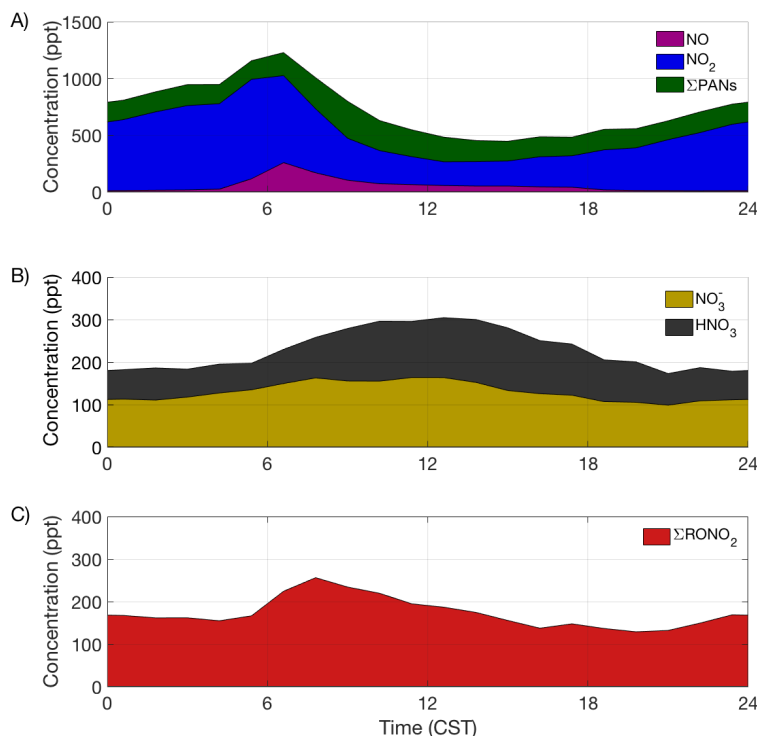 A)
Concentration (ppt)
1500
1000
500
0
0 6 12 18 24
NO
NO₂
ΣPANs
B)
Concentration (ppt)
400
300
200
100
0
0 6 12 18 24
NO₃⁻
HNO₃
C)
Concentration (ppt)
400
300
200
100
0
0 6 12 18 24
ΣRONO₂
Time (CST)